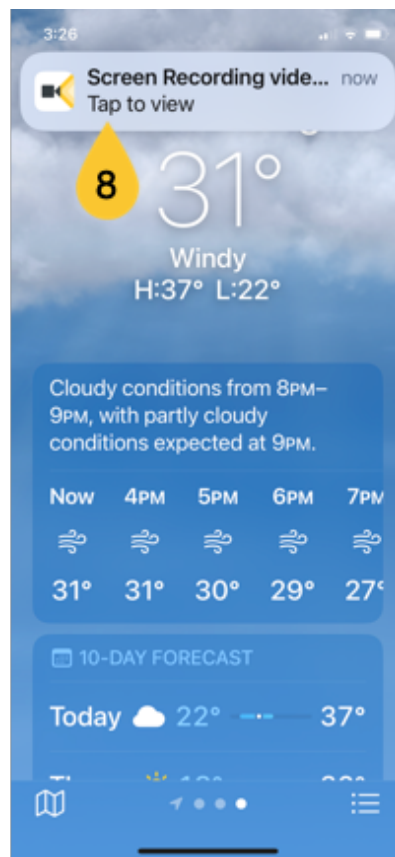 3:26
Screen Recording vide... now
Tap to view
8
31°
Windy
H:37° L:22°
Cloudy conditions from 8PM–
9PM, with partly cloudy
conditions expected at 9PM.
Now 4PM 5PM 6PM 7PM
31° 31° 30° 29° 27°
10-DAY FORECAST
Today 22° 37°